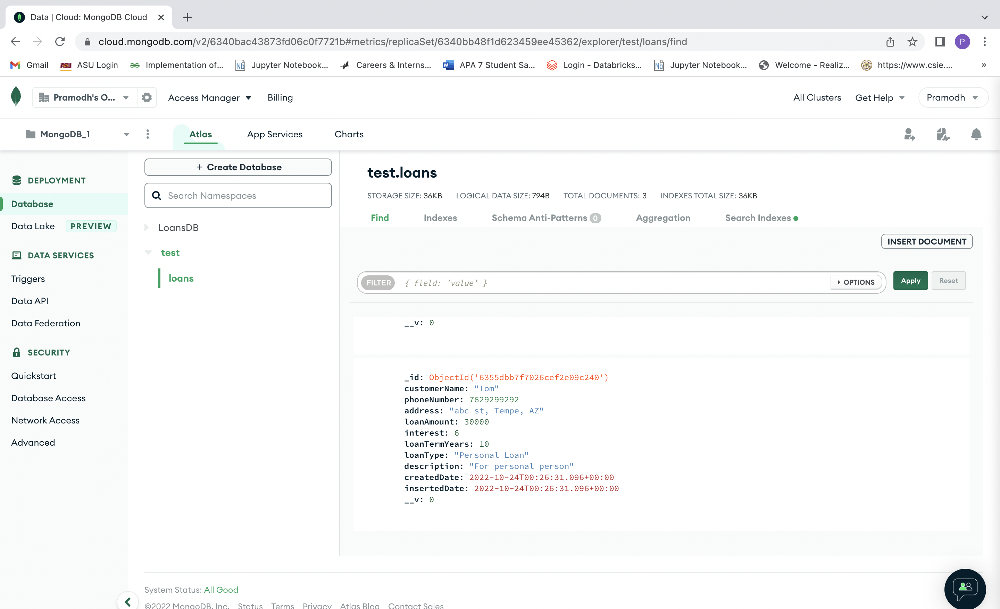 Data | Cloud: MongoDB Cloud
cloud.mongodb.com/v2/6340bac43873fd06c0f7721b#metrics/replicaSet/6340bb48f1d623459ee45362/explorer/test/loans/find
P
Gmail ASU Login Implementation of... Jupyter Notebook... Careers & Interns... APA 7 Student Sa... Login - Databricks... Jupyter Notebook... Welcome - Realiz... https://www.csie....
Pramodh's O... Access Manager Billing All Clusters Get Help Pramodh
MongoDB_1 Atlas App Services Charts
DEPLOYMENT
Database
Data Lake PREVIEW
DATA SERVICES
Triggers
Data API
Data Federation
SECURITY
Quickstart
Database Access
Network Access
Advanced
+ Create Database
Search Namespaces
LoansDB
test
loans
test.loans
STORAGE SIZE: 36KB LOGICAL DATA SIZE: 794B TOTAL DOCUMENTS: 3 INDEXES TOTAL SIZE: 36KB
Find Indexes Schema Anti-Patterns 0 Aggregation Search Indexes
INSERT DOCUMENT
FILTER { field: 'value' } OPTIONS Apply Reset
__v: 0
_id: ObjectId('6355dbb7f7026cef2e09c240')
customerName: "Tom"
phoneNumber: 7629299292
address: "abc st, Tempe, AZ"
loanAmount: 30000
interest: 6
loanTermYears: 10
loanType: "Personal Loan"
description: "For personal person"
createdDate: 2022-10-24T00:26:31.096+00:00
insertedDate: 2022-10-24T00:26:31.096+00:00
__v: 0
System Status: All Good
©2022 MongoDB, Inc. Status Terms Privacy Atlas Blog Contact Sales